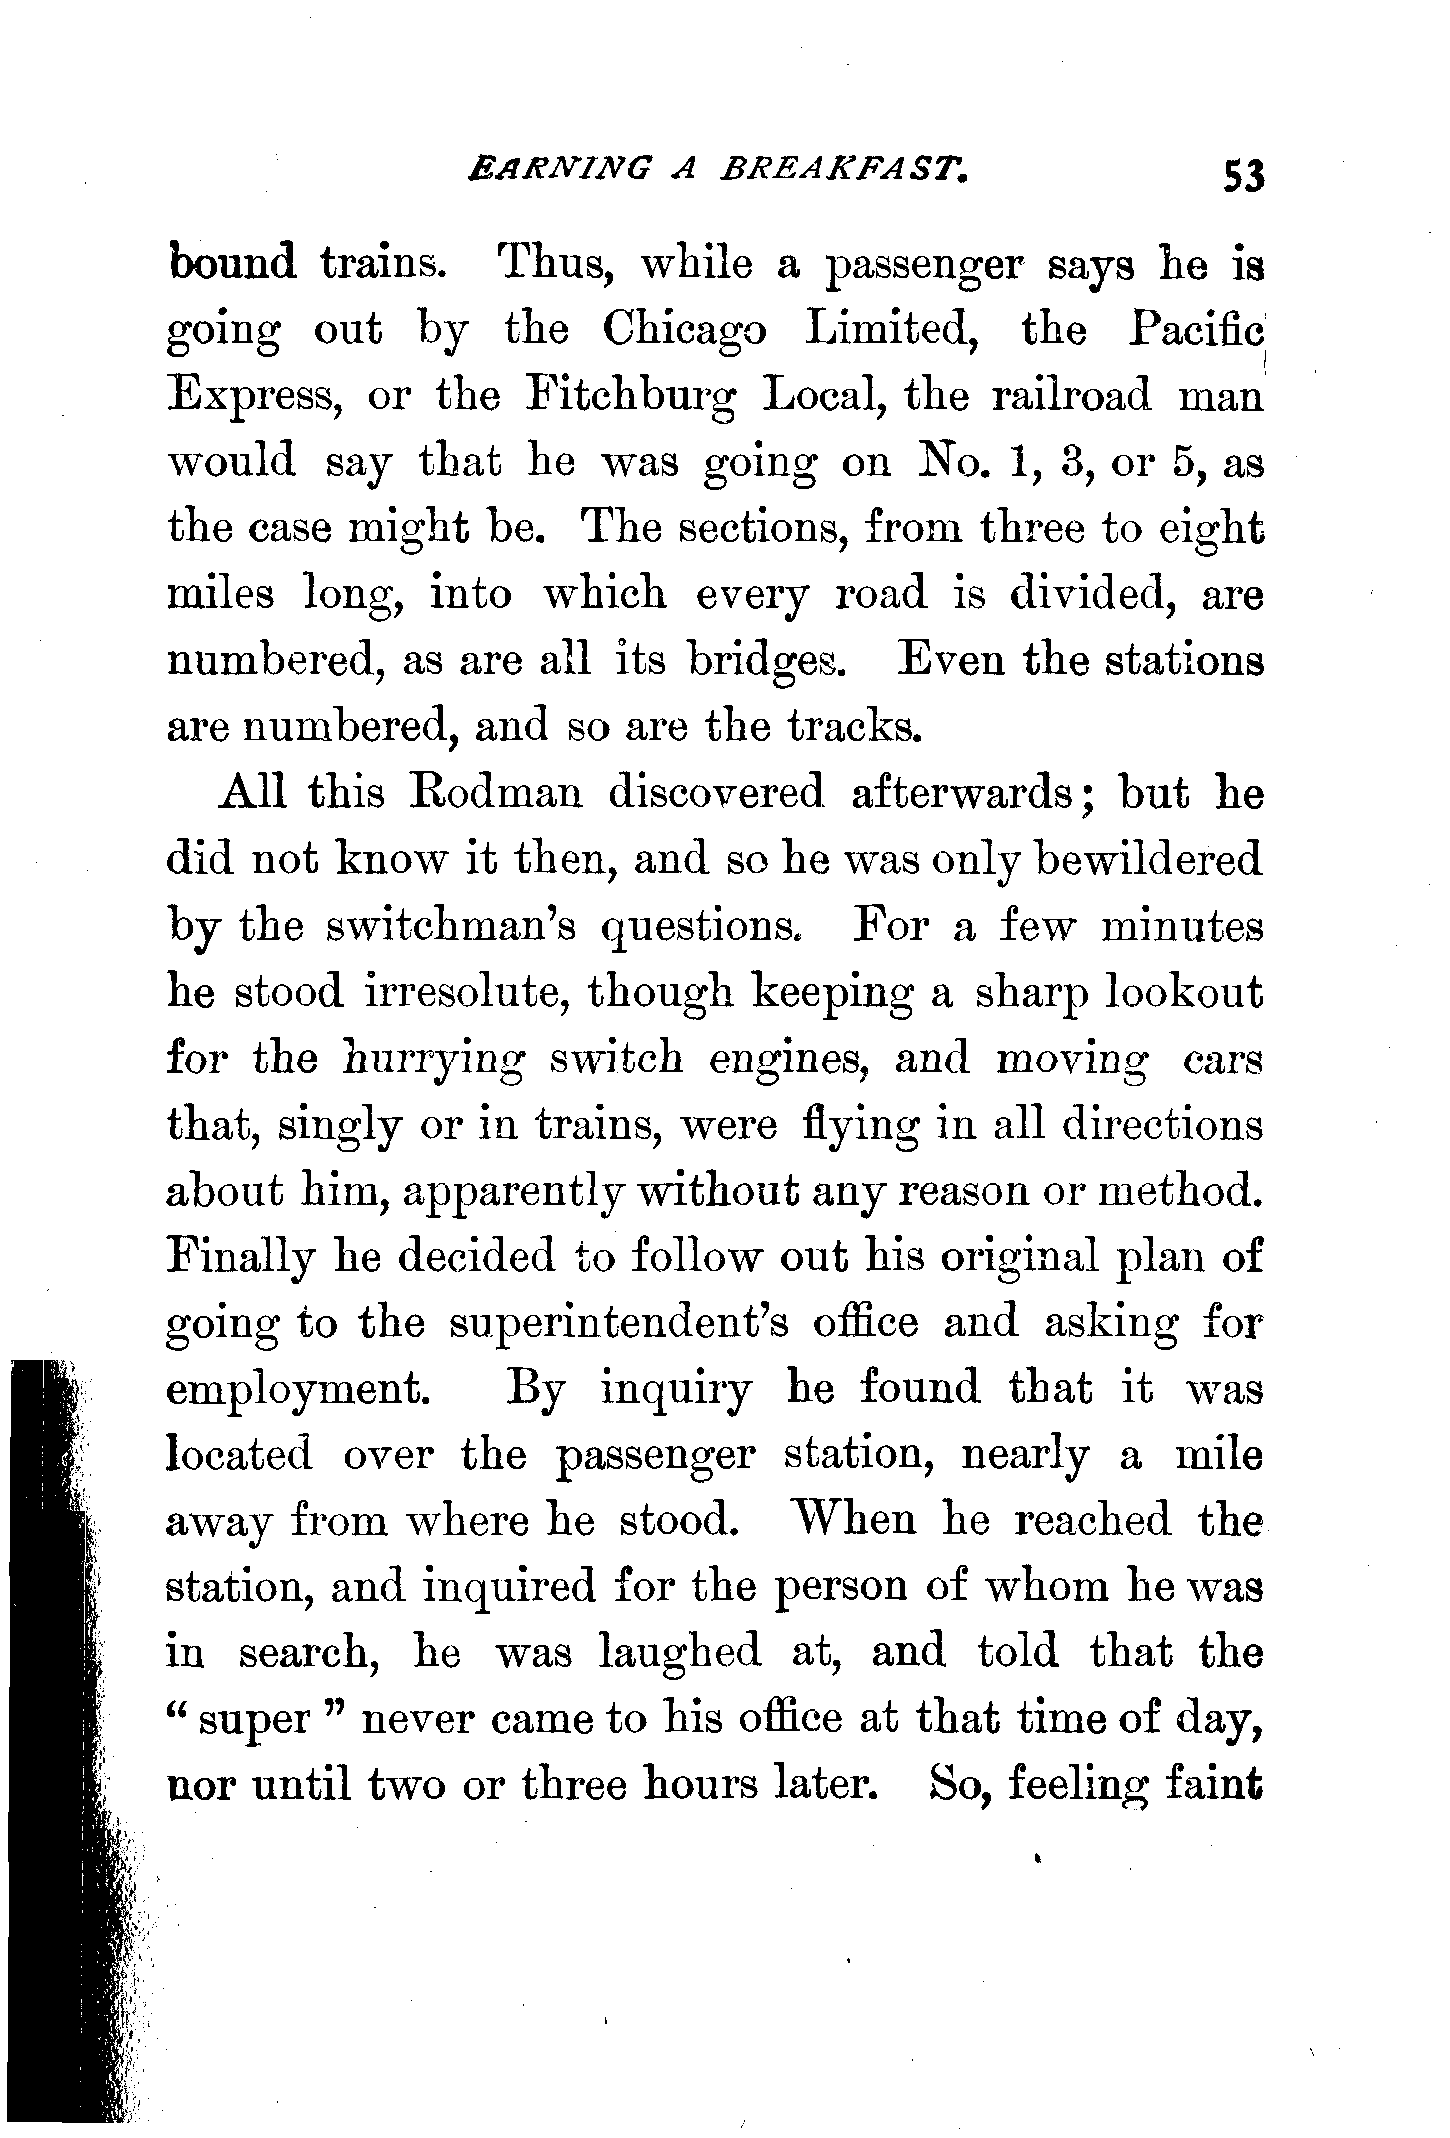 EARNING A BREAKFAST. 53
bound trains. Thus, while a passenger says he is
going out by the Chicago Limited, the Pacific
Express, or the Fitchburg Local, the railroad man
would say that he was going on No. 1, 3, or 5, as
the case might be. The sections, from three to eight
miles long, into which every road is divided, are
numbered, as are all its bridges. Even the stations
are numbered, and so are the tracks.
All this Rodman discovered afterwards; but he
did not know it then, and so he was only bewildered
by the switchman's questions. For a few minutes
he stood irresolute, though keeping a sharp lookout
for the hurrying switch engines, and moving cars
that, singly or in trains, were flying in all directions
about him, apparently without any reason or method.
Finally he decided to follow out his original plan of
going to the superintendent's office and asking for
employment. By inquiry he found that it was
located over the passenger station, nearly a mile
away from where he stood. When he reached the
station, and inquired for the person of whom he was
in search, he was laughed at, and told that the
" super " never came to his office at that time of day,
nor until two or three hours later. So, feeling faint